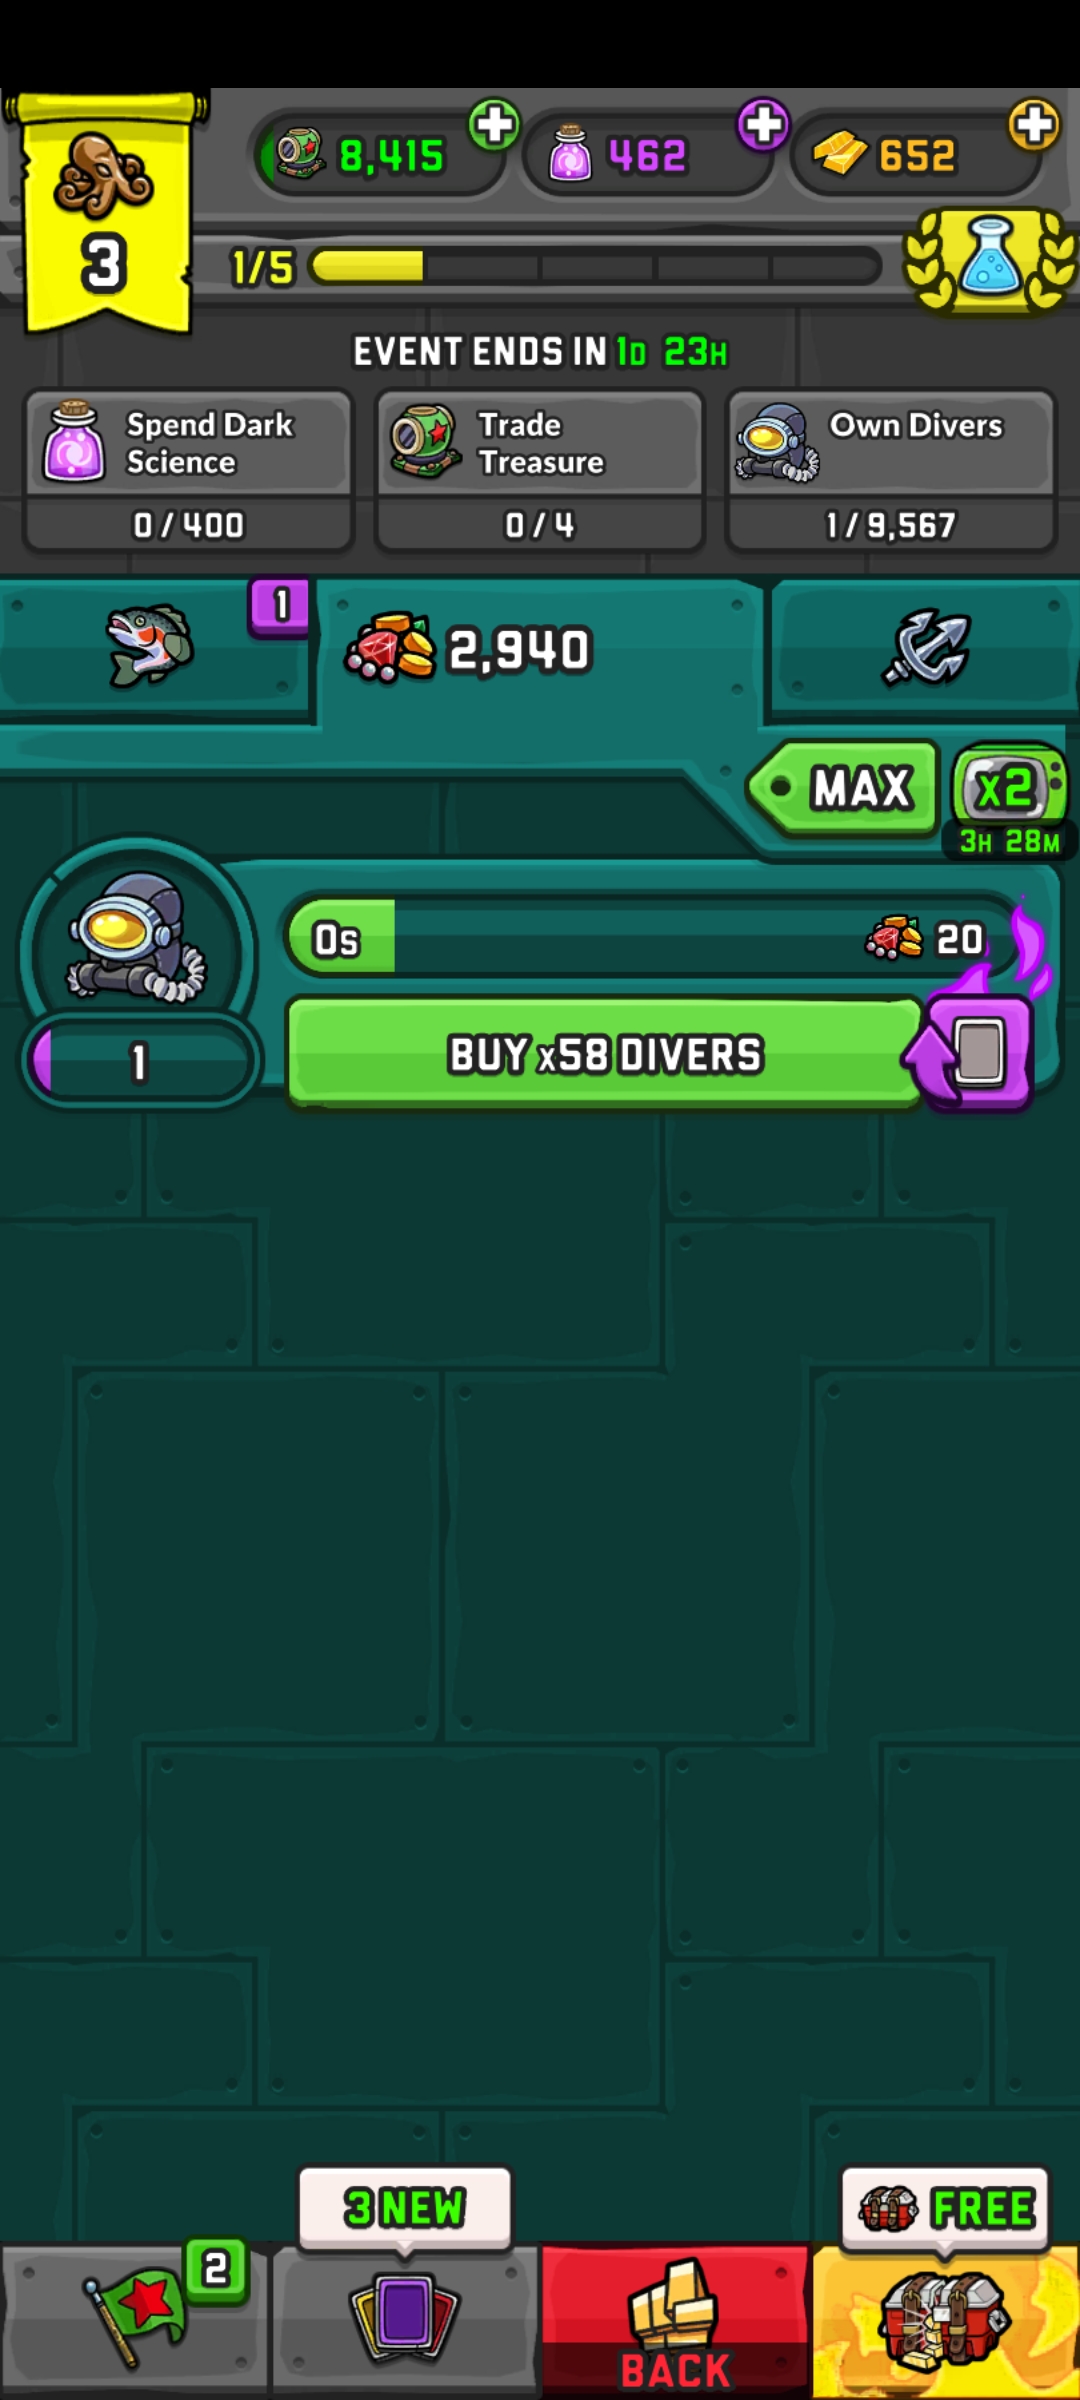 8,415
462
652
3
1/5
EVENT ENDS IN 1D 23H
Spend Dark
Science
0 / 400
Trade
Treasure
0 / 4
Own Divers
1 / 9,567
1
2,940
MAX
x2
3H 28M
0s
20
1
BUY x58 DIVERS
3 NEW
FREE
2
BACK